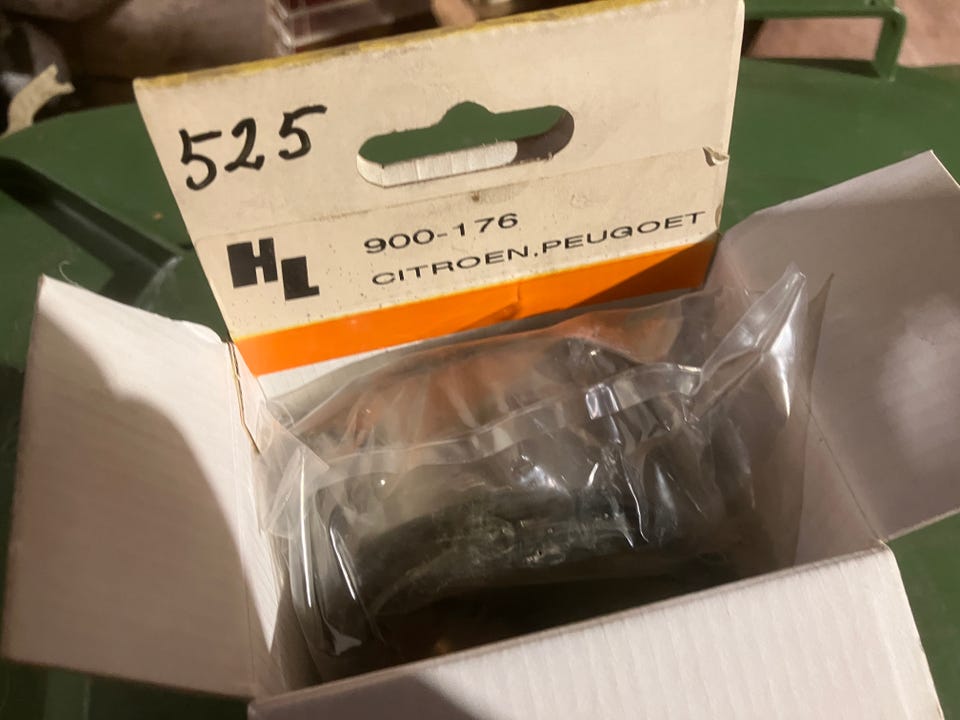 525
HL
900-176
CITROEN, PEUGOET